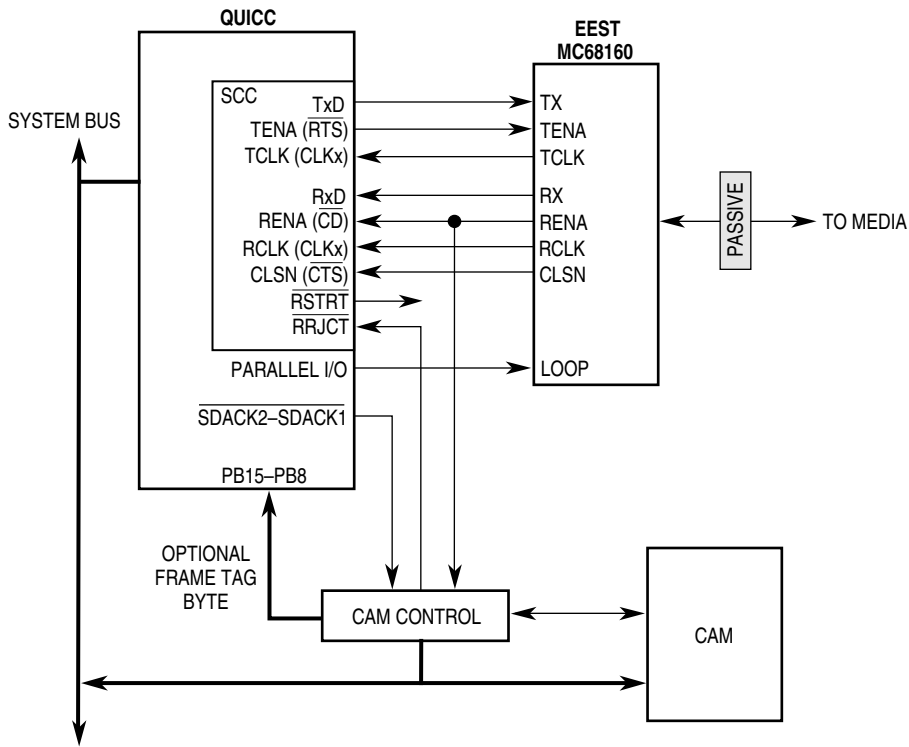 QUICC
EEST
MC68160
SYSTEM BUS
SCC
TxD
TENA (RTS)
TCLK (CLKx)
RxD
RENA (CD)
RCLK (CLKx)
CLSN (CTS)
RSTRT
RRJCT
PARALLEL I/O
SDACK2–SDACK1
PB15–PB8
TX
TENA
TCLK
RX
RENA
RCLK
CLSN
LOOP
PASSIVE
TO MEDIA
OPTIONAL
FRAME TAG
BYTE
CAM CONTROL
CAM